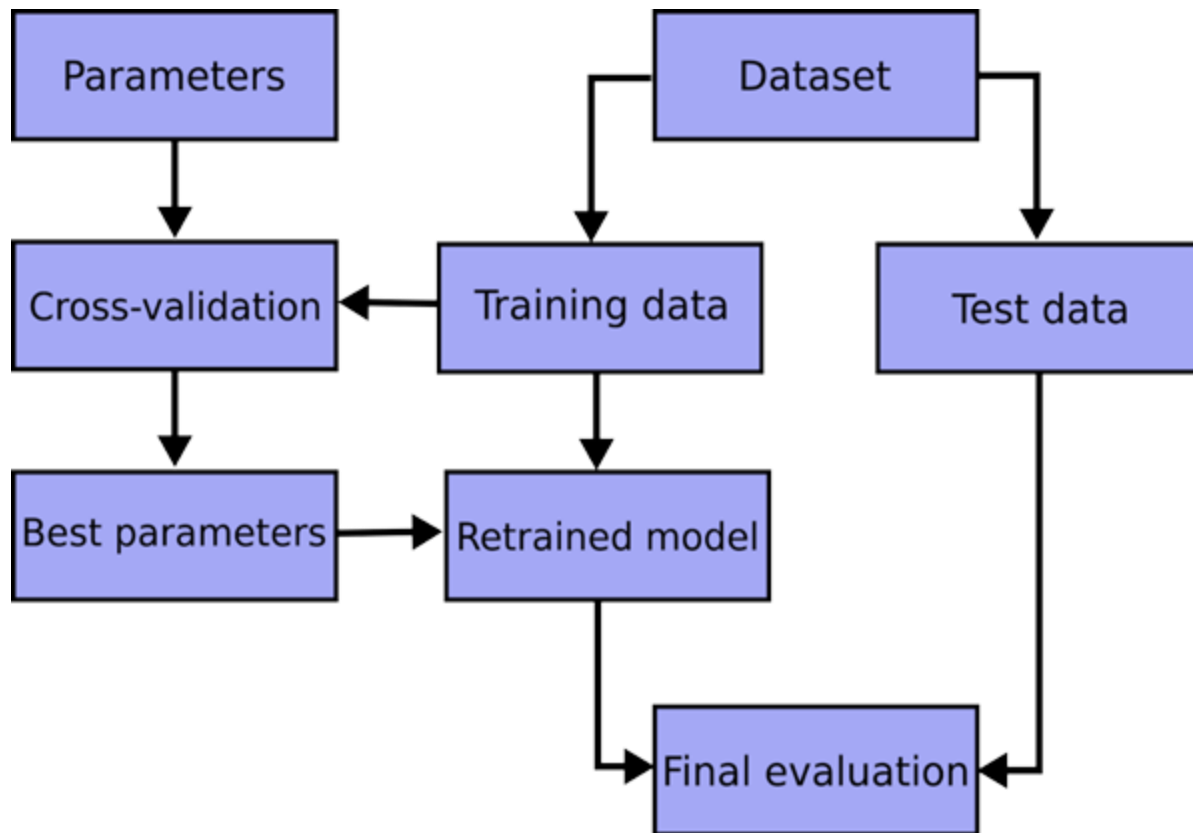 Parameters
Dataset
Cross-validation
Training data
Test data
Best parameters
Retrained model
Final evaluation